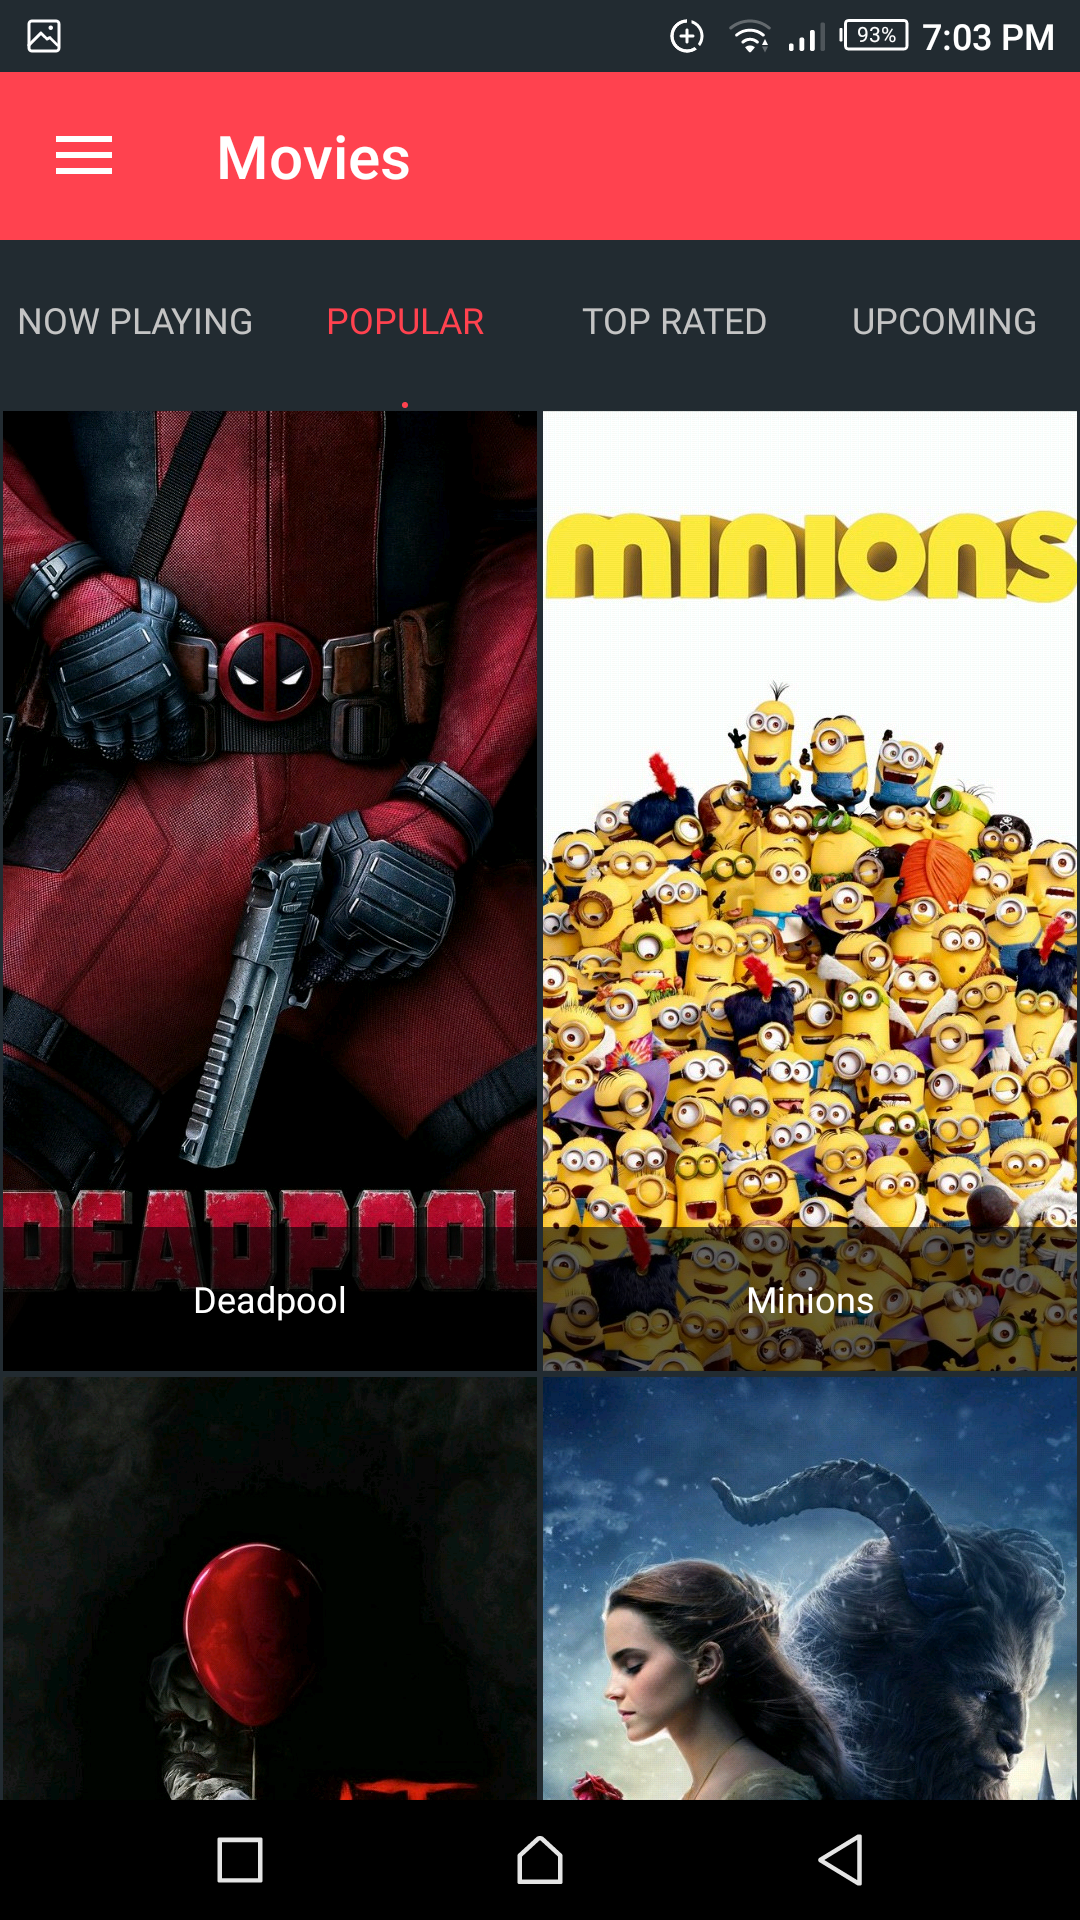 93% 7:03 PM
Movies
NOW PLAYING POPULAR TOP RATED UPCOMING
MINIONS
DEADPOOL
Deadpool Minions